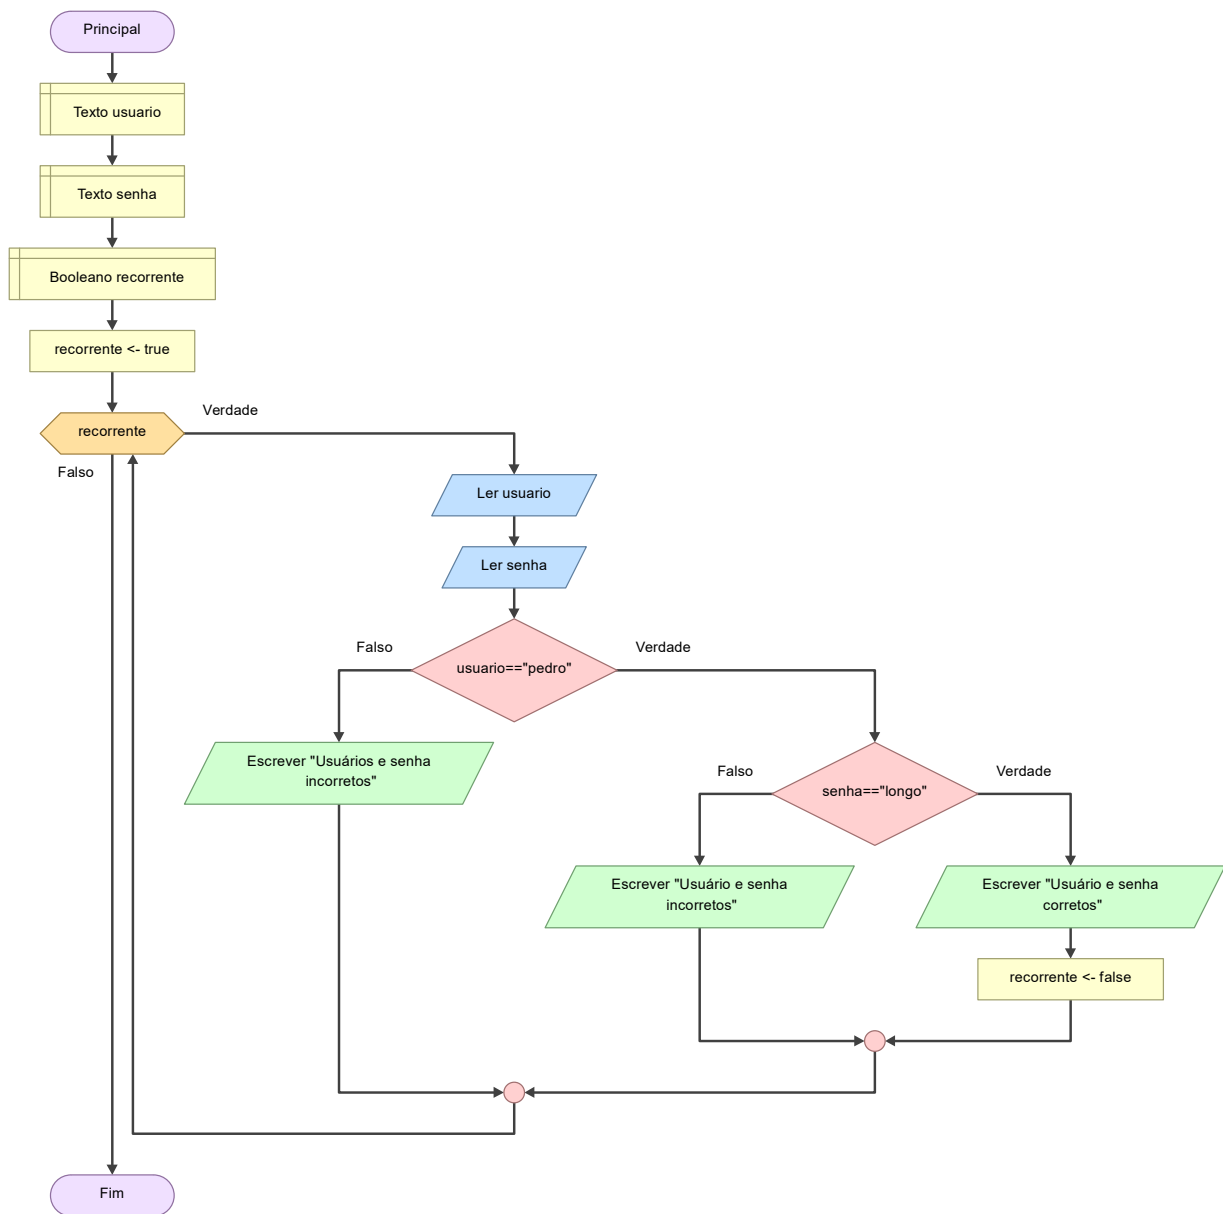 Principal
Texto usuario
Texto senha
Booleano recorrente
recorrente <- true
recorrente
Verdade
Falso
Ler usuario
Ler senha
usuario=="pedro"
Falso
Verdade
Escrever "Usuários e senha
incorretos"
senha=="longo"
Falso
Verdade
Escrever "Usuário e senha
incorretos"
Escrever "Usuário e senha
corretos"
recorrente <- false
Fim